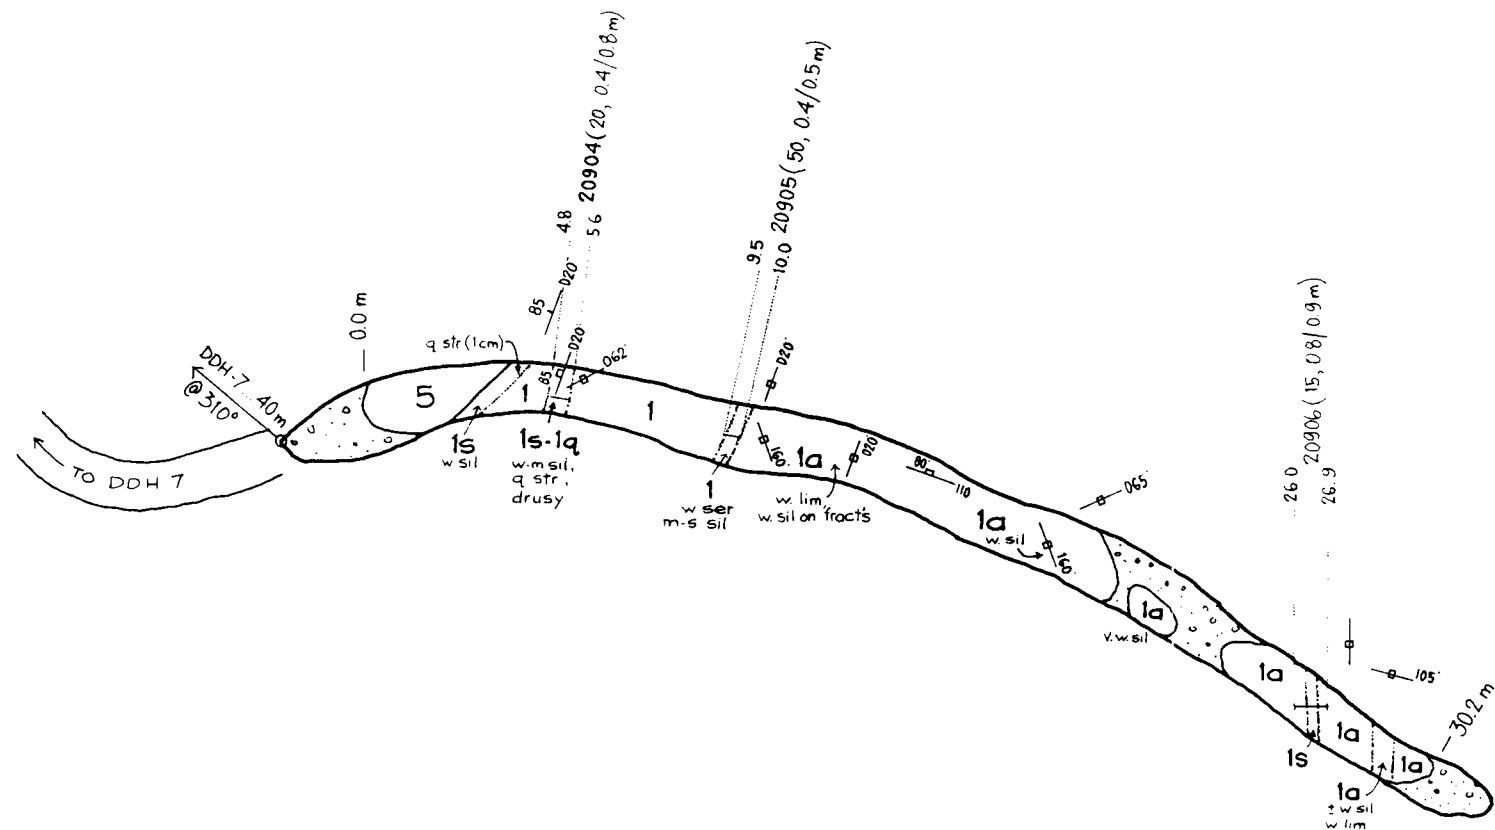 20904 (20, 0.4/0.8m)
4.8
5.6
85
020°
20905 (50, 0.4/0.5m)
9.5
10.0
20906 (15, 0.8/0.9m)
26.0
26.9
0.0 m
DDH-7 40m
@ 310°
TO DDH 7
q str (1cm)
5
1s
w sil
1
85
020°
062°
1s-1q
w-m sil,
q str,
drusy
1
020°
1
w ser
m-s sil
160°
1a
w. lim,
w. sil on fract's
020°
80°
110
1a
w. sil
160°
065°
1a
v.w. sil
1a
1s
105°
1a
1a
1a
± w sil
w lim
30.2 m